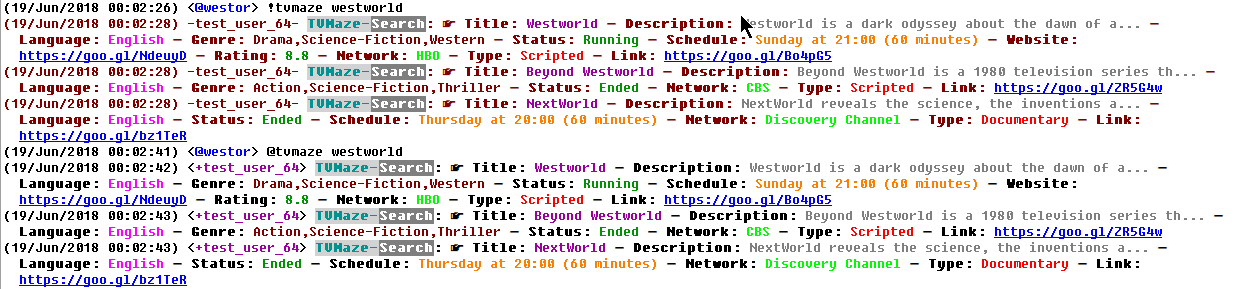 (19/Jun/2018 00:02:26) <@westor> !tvmaze westworld
(19/Jun/2018 00:02:28) -test_user_64- TVMaze-Search: ☛ Title: Westworld — Description: Westworld is a dark odyssey about the dawn of a... —
Language: English — Genre: Drama,Science-Fiction,Western — Status: Running — Schedule: Sunday at 21:00 (60 minutes) — Website:
https://goo.gl/NdeuyD — Rating: 8.8 — Network: HBO — Type: Scripted — Link: https://goo.gl/Bo4pG5
(19/Jun/2018 00:02:28) -test_user_64- TVMaze-Search: ☛ Title: Beyond Westworld — Description: Beyond Westworld is a 1980 television series th... —
Language: English — Genre: Action,Science-Fiction,Thriller — Status: Ended — Network: CBS — Type: Scripted — Link: https://goo.gl/ZR5G4w
(19/Jun/2018 00:02:28) -test_user_64- TVMaze-Search: ☛ Title: NextWorld — Description: NextWorld reveals the science, the inventions a... —
Language: English — Status: Ended — Schedule: Thursday at 20:00 (60 minutes) — Network: Discovery Channel — Type: Documentary — Link:
https://goo.gl/bz1TeR
(19/Jun/2018 00:02:41) <@westor> @tvmaze westworld
(19/Jun/2018 00:02:42) <+test_user_64> TVMaze-Search: ☛ Title: Westworld — Description: Westworld is a dark odyssey about the dawn of a... —
Language: English — Genre: Drama,Science-Fiction,Western — Status: Running — Schedule: Sunday at 21:00 (60 minutes) — Website:
https://goo.gl/NdeuyD — Rating: 8.8 — Network: HBO — Type: Scripted — Link: https://goo.gl/Bo4pG5
(19/Jun/2018 00:02:43) <+test_user_64> TVMaze-Search: ☛ Title: Beyond Westworld — Description: Beyond Westworld is a 1980 television series th... —
Language: English — Genre: Action,Science-Fiction,Thriller — Status: Ended — Network: CBS — Type: Scripted — Link: https://goo.gl/ZR5G4w
(19/Jun/2018 00:02:43) <+test_user_64> TVMaze-Search: ☛ Title: NextWorld — Description: NextWorld reveals the science, the inventions a... —
Language: English — Status: Ended — Schedule: Thursday at 20:00 (60 minutes) — Network: Discovery Channel — Type: Documentary — Link:
https://goo.gl/bz1TeR